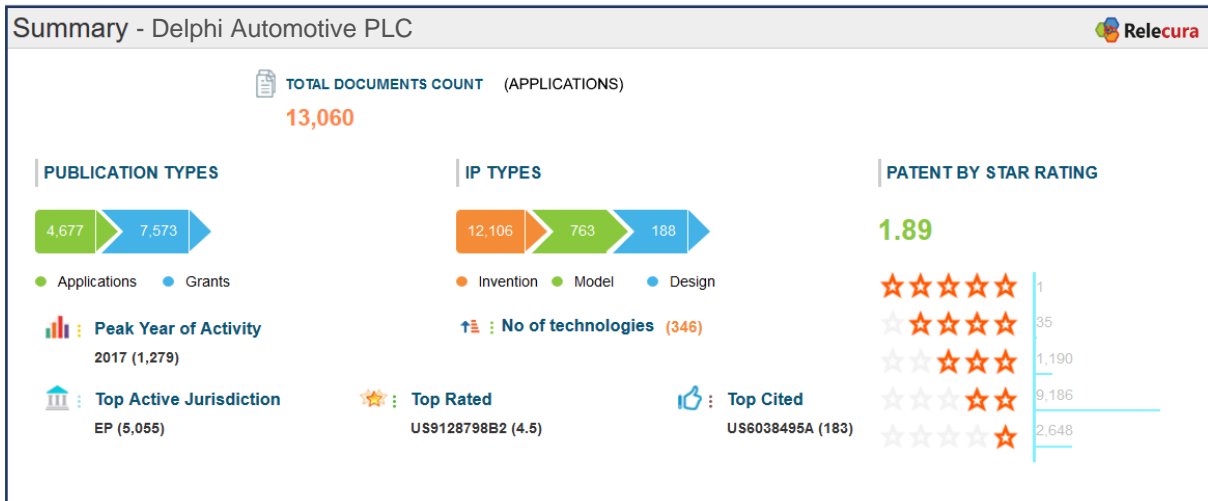 Summary - Delphi Automotive PLC
Relecura
TOTAL DOCUMENTS COUNT (APPLICATIONS)
13,060
PUBLICATION TYPES
4,677 7,573
Applications Grants
Peak Year of Activity
2017 (1,279)
Top Active Jurisdiction
EP (5,055)
IP TYPES
12,106 763 188
Invention Model Design
: No of technologies (346)
Top Rated
US9128798B2 (4.5)
Top Cited
US6038495A (183)
PATENT BY STAR RATING
1.89
1
35
1,190
9,186
2,648